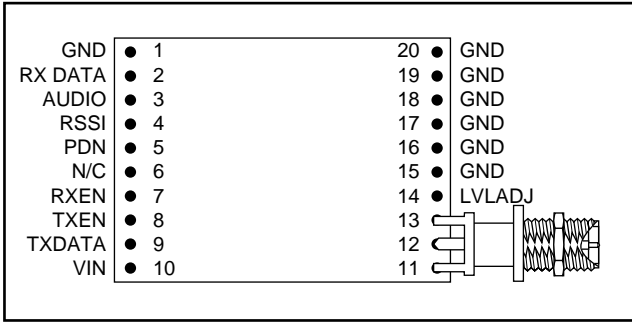 GND 1 20 GND
RX DATA 2 19 GND
AUDIO 3 18 GND
RSSI 4 17 GND
PDN 5 16 GND
N/C 6 15 GND
RXEN 7 14 LVLADJ
TXEN 8 13
TXDATA 9 12
VIN 10 11